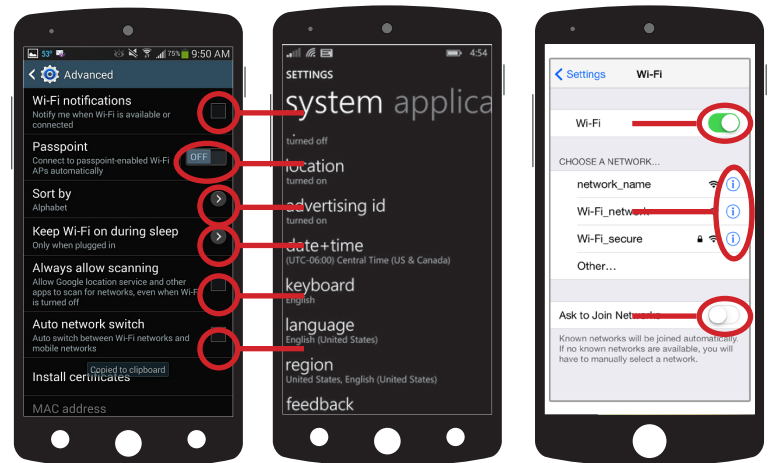 53°
75%
9:50 AM
Advanced
Wi-Fi notifications
Notify me when Wi-Fi is available or
connected
Passpoint
Connect to passpoint-enabled Wi-Fi
APs automatically
OFF
Sort by
Alphabet
Keep Wi-Fi on during sleep
Only when plugged in
Always allow scanning
Allow Google location service and other
apps to scan for networks, even when Wi-Fi
is turned off
Auto network switch
Auto switch between Wi-Fi networks and
mobile networks
Copied to clipboard
Install certificates
MAC address
4:54
SETTINGS
system applica
turned off
location
turned on
advertising id
turned on
date+time
(UTC-06:00) Central Time (US & Canada)
keyboard
English
language
English (United States)
region
United States, English (United States)
feedback
Settings
Wi-Fi
Wi-Fi
CHOOSE A NETWORK...
network_name
Wi-Fi_network
Wi-Fi_secure
Other...
Ask to Join Networks
Known networks will be joined automatically.
If no known networks are available, you will
have to manually select a network.